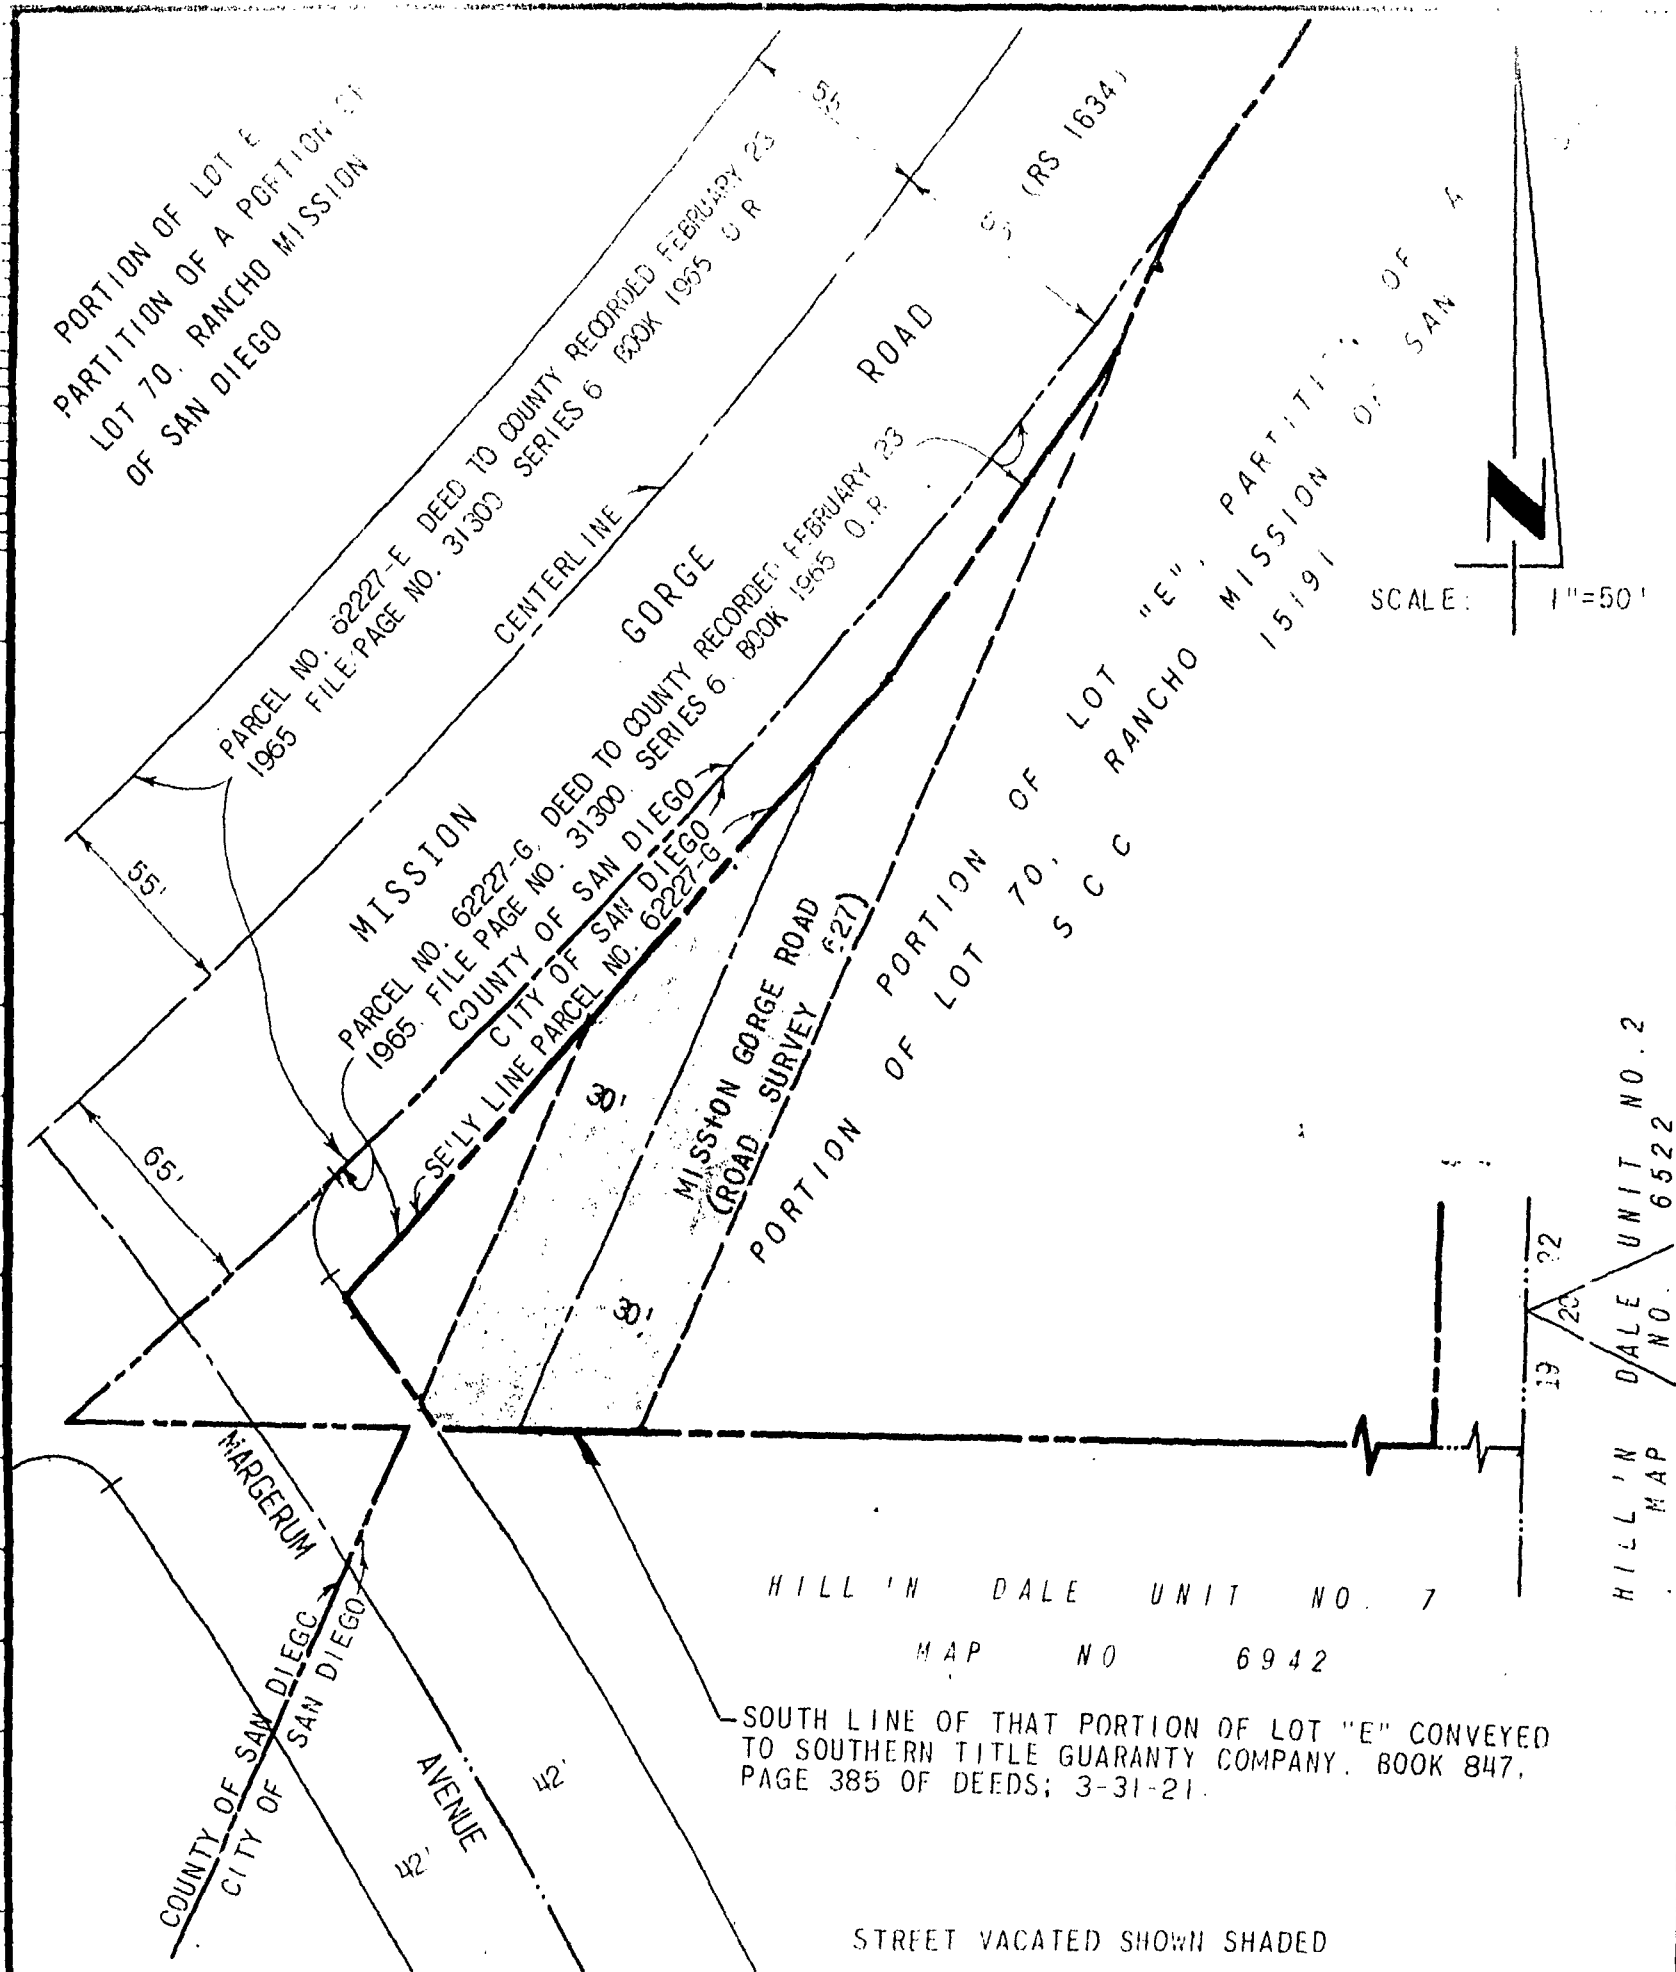 PORTION OF LOT E
PARTITION OF A PORTION OF
LOT 70. RANCHO MISSION
OF SAN DIEGO
PARCEL NO. 62227-E DEED TO COUNTY RECORDED FEBRUARY 23
1965 FILE/PAGE NO. 31300 SERIES 6 BOOK 1965 O R
55'
(RS 1634)
CENTERLINE
MISSION GORGE ROAD
55'
65'
PARCEL NO. 62227-G, DEED TO COUNTY RECORDED FEBRUARY 23
1965. FILE PAGE NO. 31300. SERIES 6. BOOK 1965 O.R
COUNTY OF SAN DIEGO
CITY OF SAN DIEGO
SE'LY LINE PARCEL NO. 62227-G
N
SCALE: 1"=50'
PORTION OF LOT "E", OF A
PORTION OF LOT 70, RANCHO MISSION OF SAN
S C C 15191
30'
30'
MISSION GORGE ROAD
(ROAD SURVEY 627)
MARGERUM
AVENUE
42'
42'
COUNTY OF SAN DIEGO
CITY OF SAN DIEGO
22
20
19
HILL 'N DALE UNIT NO. 2
MAP NO. 6522
HILL 'N DALE UNIT NO. 7
MAP NO 6942
SOUTH LINE OF THAT PORTION OF LOT "E" CONVEYED
TO SOUTHERN TITLE GUARANTY COMPANY. BOOK 847,
PAGE 385 OF DEEDS; 3-31-21.
STREET VACATED SHOWN SHADED